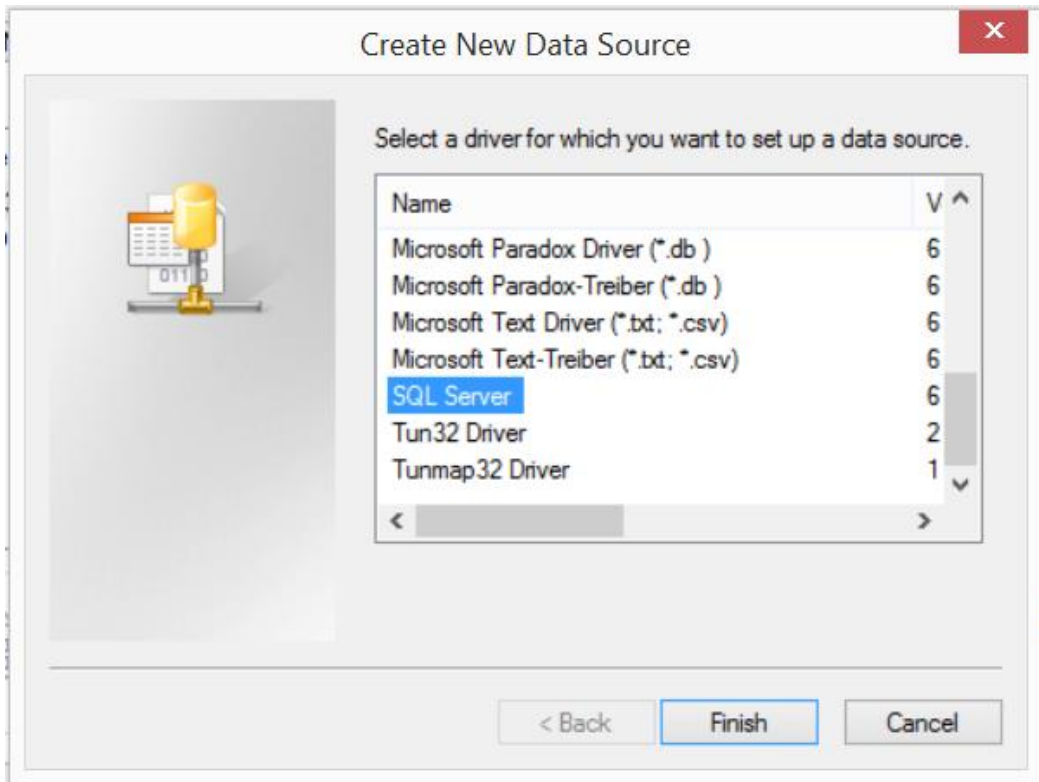 Create New Data Source
Select a driver for which you want to set up a data source.
Name V
Microsoft Paradox Driver (*.db ) 6
Microsoft Paradox-Treiber (*.db ) 6
Microsoft Text Driver (*.txt; *.csv) 6
Microsoft Text-Treiber (*.txt; *.csv) 6
SQL Server 6
Tun32 Driver 2
Tunmap32 Driver 1
< Back Finish Cancel